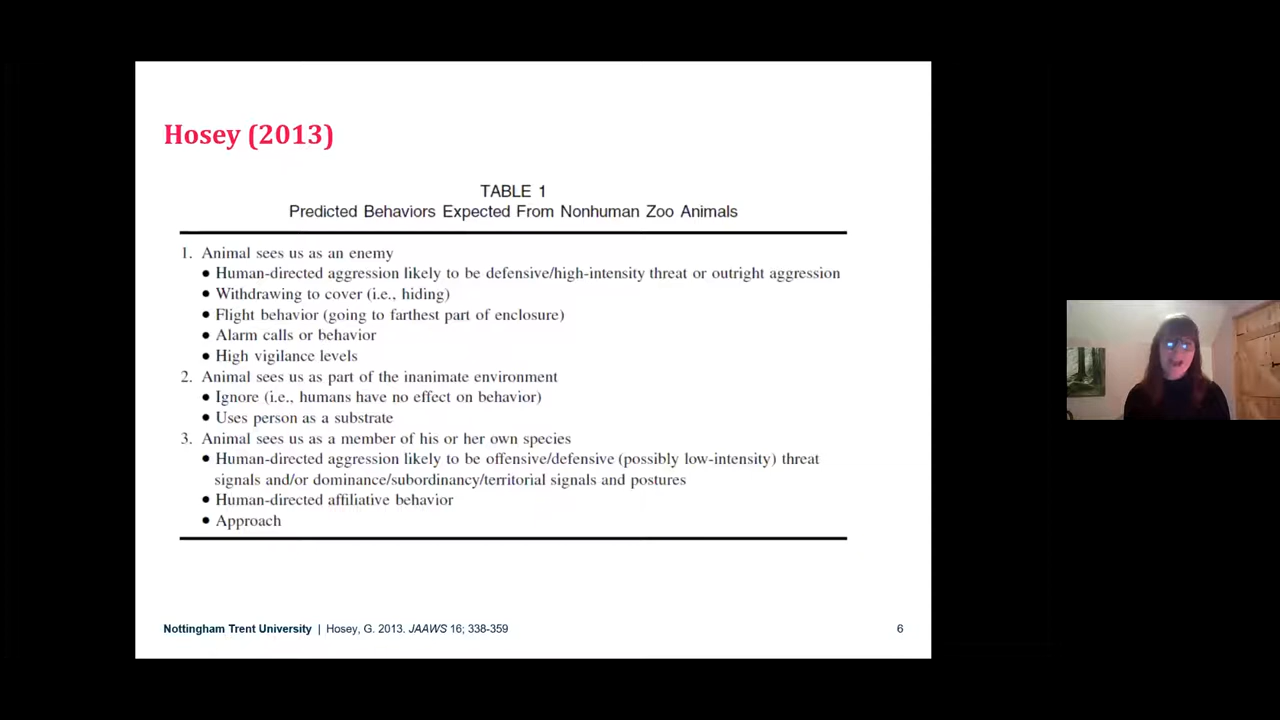 Hosey (2013)
TABLE 1
Predicted Behaviors Expected From Nonhuman Zoo Animals
1. Animal sees us as an enemy
● Human-directed aggression likely to be defensive/high-intensity threat or outright aggression
● Withdrawing to cover (i.e., hiding)
● Flight behavior (going to farthest part of enclosure)
● Alarm calls or behavior
● High vigilance levels
2. Animal sees us as part of the inanimate environment
● Ignore (i.e., humans have no effect on behavior)
● Uses person as a substrate
3. Animal sees us as a member of his or her own species
● Human-directed aggression likely to be offensive/defensive (possibly low-intensity) threat
signals and/or dominance/subordinancy/territorial signals and postures
● Human-directed affiliative behavior
● Approach
Nottingham Trent University | Hosey, G. 2013. JAAWS 16; 338-359
6